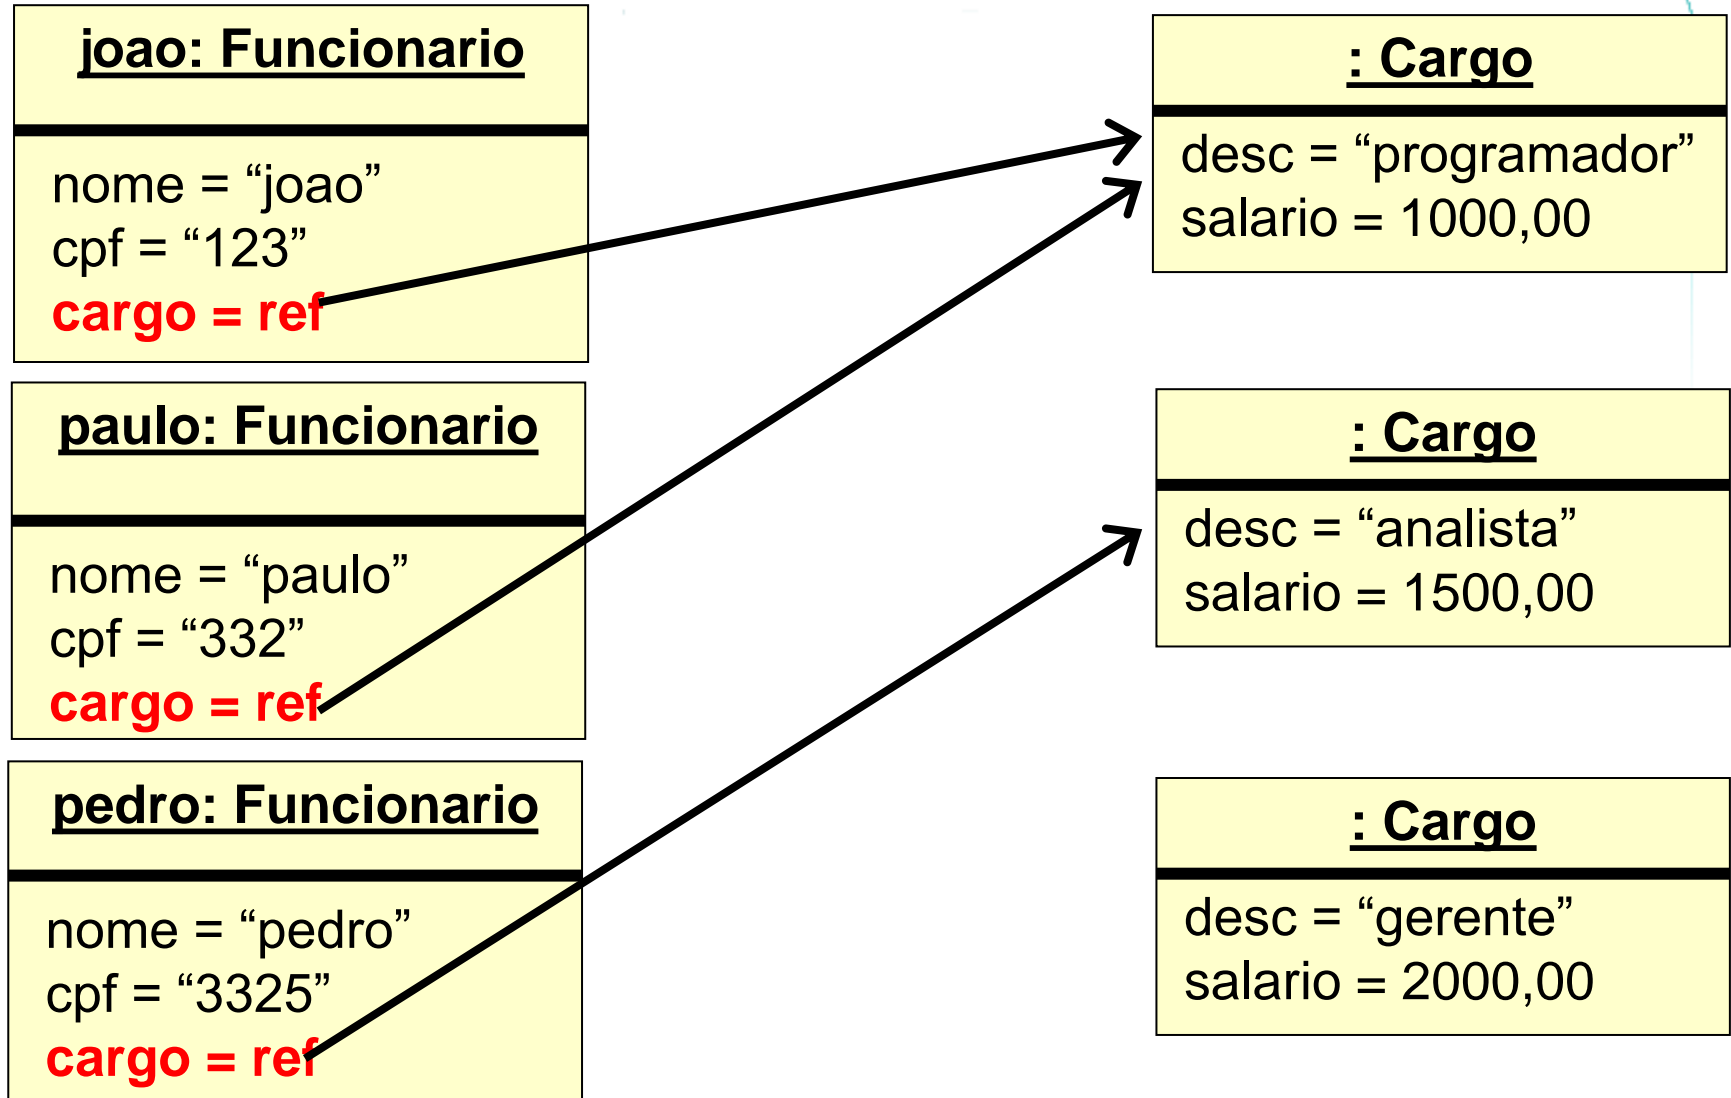 joao: Funcionario
nome = “joao”
cpf = “123”
cargo = ref
paulo: Funcionario
nome = “paulo”
cpf = “332”
cargo = ref
pedro: Funcionario
nome = “pedro”
cpf = “3325”
cargo = ref
: Cargo
desc = “programador”
salario = 1000,00
: Cargo
desc = “analista”
salario = 1500,00
: Cargo
desc = “gerente”
salario = 2000,00